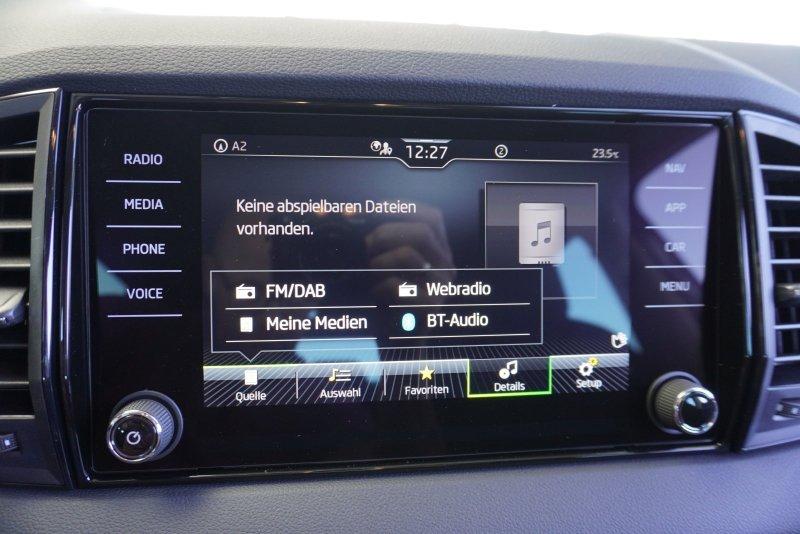 A2
12:27
2
23.5°C
RADIO
MEDIA
PHONE
VOICE
NAV
APP
CAR
MENU
Keine abspielbaren Dateien
vorhanden.
FM/DAB
Webradio
Meine Medien
BT-Audio
Quelle
Auswahl
Favoriten
Details
Setup